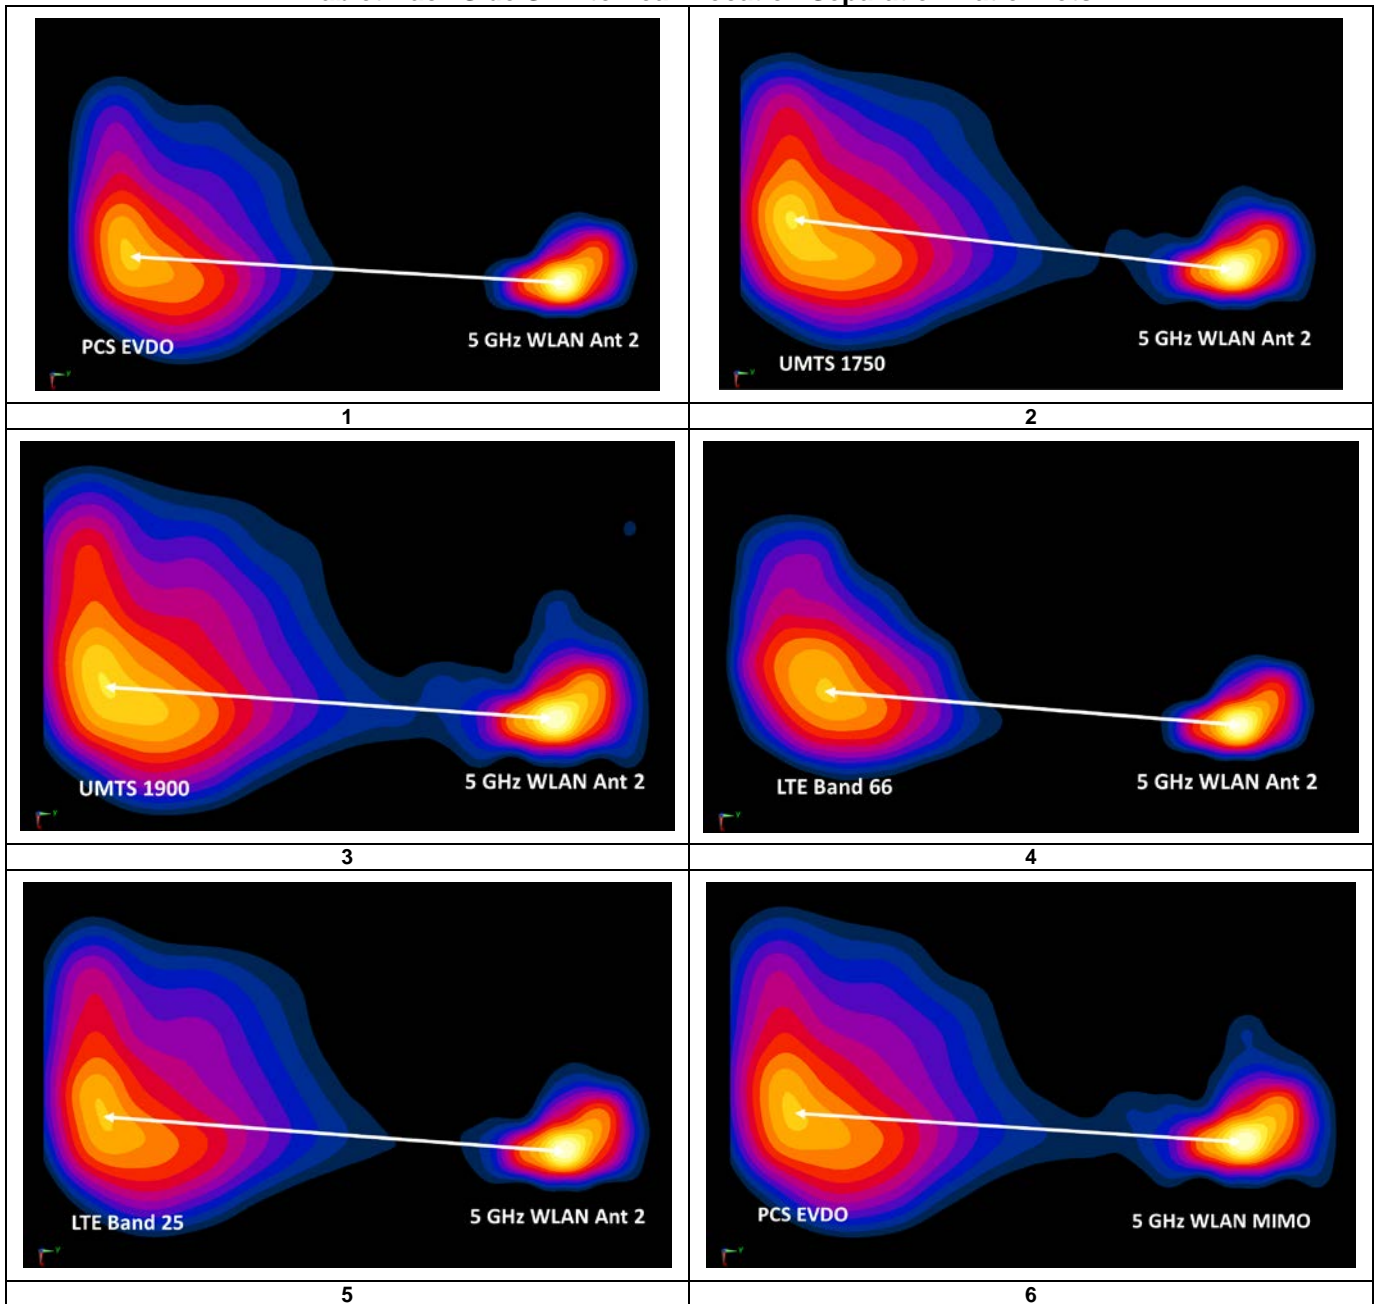 PCS EVDO
5 GHz WLAN Ant 2
UMTS 1750
5 GHz WLAN Ant 2
1
2
UMTS 1900
5 GHz WLAN Ant 2
LTE Band 66
5 GHz WLAN Ant 2
3
4
LTE Band 25
5 GHz WLAN Ant 2
PCS EVDO
5 GHz WLAN MIMO
5
6